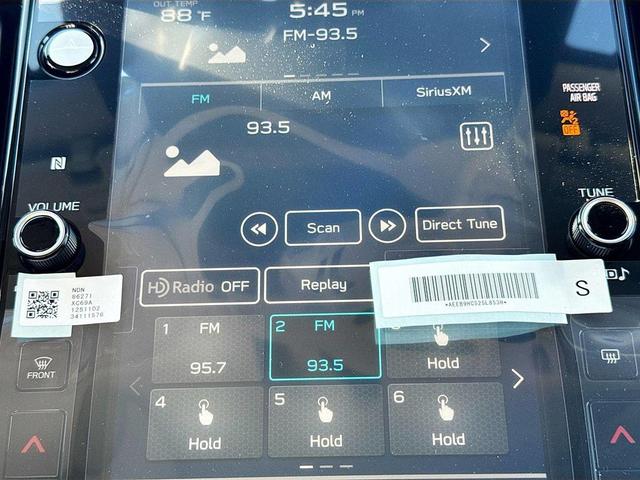 OUT TEMP
88 °F
5:45 PM
FM-93.5
FM
AM
SiriusXM
PASSENGER
AIR BAG
OFF
93.5
VOLUME
TUNE
Scan
Direct Tune
HD Radio OFF
Replay
NDN
86271
XC69A
1251102
34111576
S
1 FM
95.7
2 FM
93.5
Hold
FRONT
4
Hold
5
Hold
6
Hold